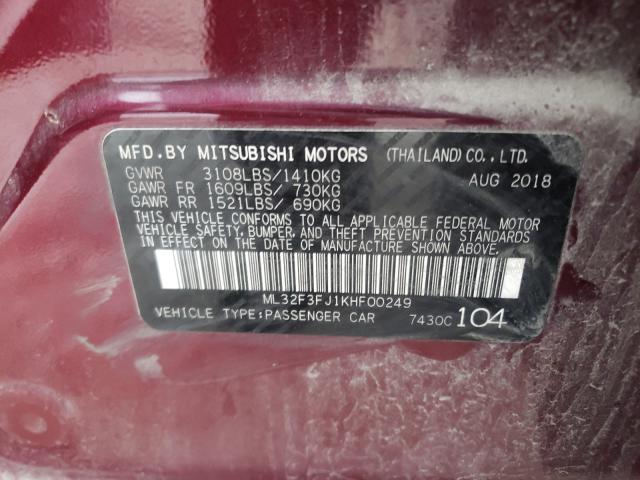 MFD.BY MITSUBISHI MOTORS (THAILAND) CO., LTD.
GVWR 3108LBS/1410KG AUG 2018
GAWR FR 1609LBS/ 730KG
GAWR RR 1521LBS/ 690KG
THIS VEHICLE CONFORMS TO ALL APPLICABLE FEDERAL MOTOR
VEHICLE SAFETY, BUMPER, AND THEFT PREVENTION STANDARDS
IN EFFECT ON THE DATE OF MANUFACTURE SHOWN ABOVE.
ML32F3FJ1KHF00249
VEHICLE TYPE:PASSENGER CAR 7430C 104